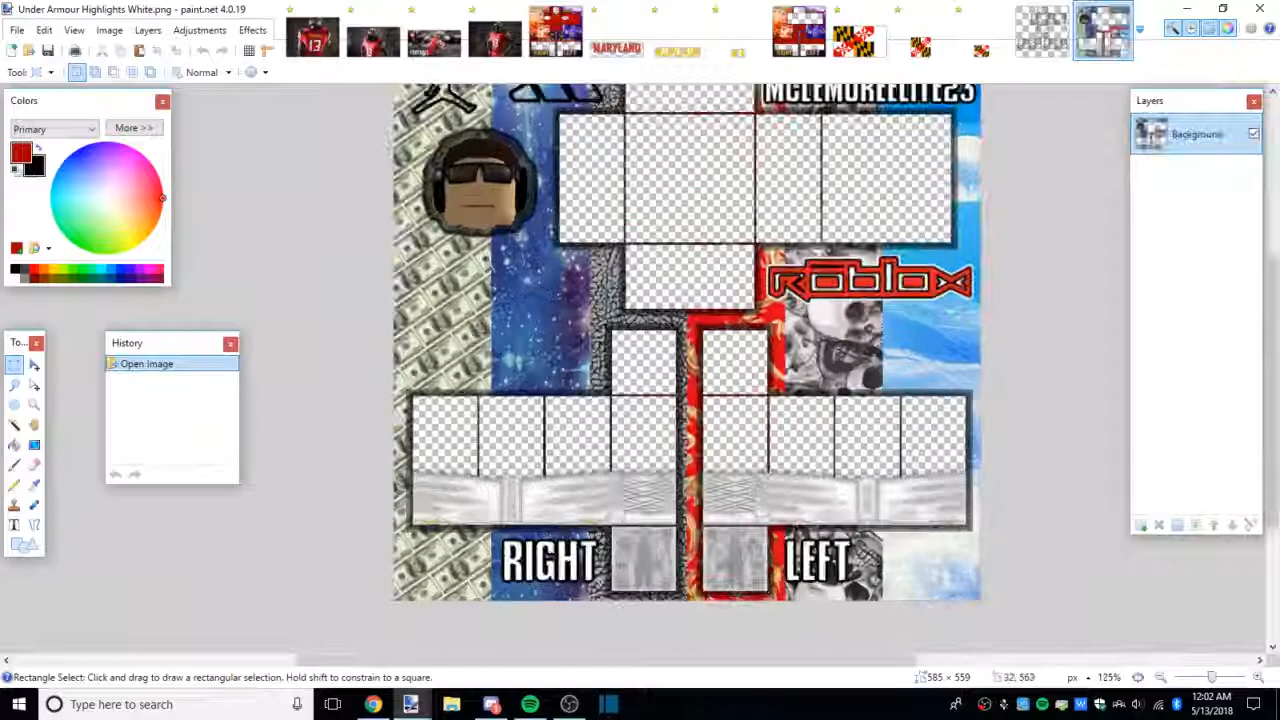 Under Armour Highlights White.png - paint.net 4.0.19
File Edit View Image Layers Adjustments Effects
Tool: Normal
Colors
Primary More >>
To...
History
Open Image
Layers
Background
MARYLAND
13
MCLEMOREELITE23
ROBLOX
RIGHT
LEFT
Rectangle Select: Click and drag to draw a rectangular selection. Hold shift to constrain to a square.
585 × 559
32, 563
px
125%
Type here to search
12:02 AM
5/13/2018